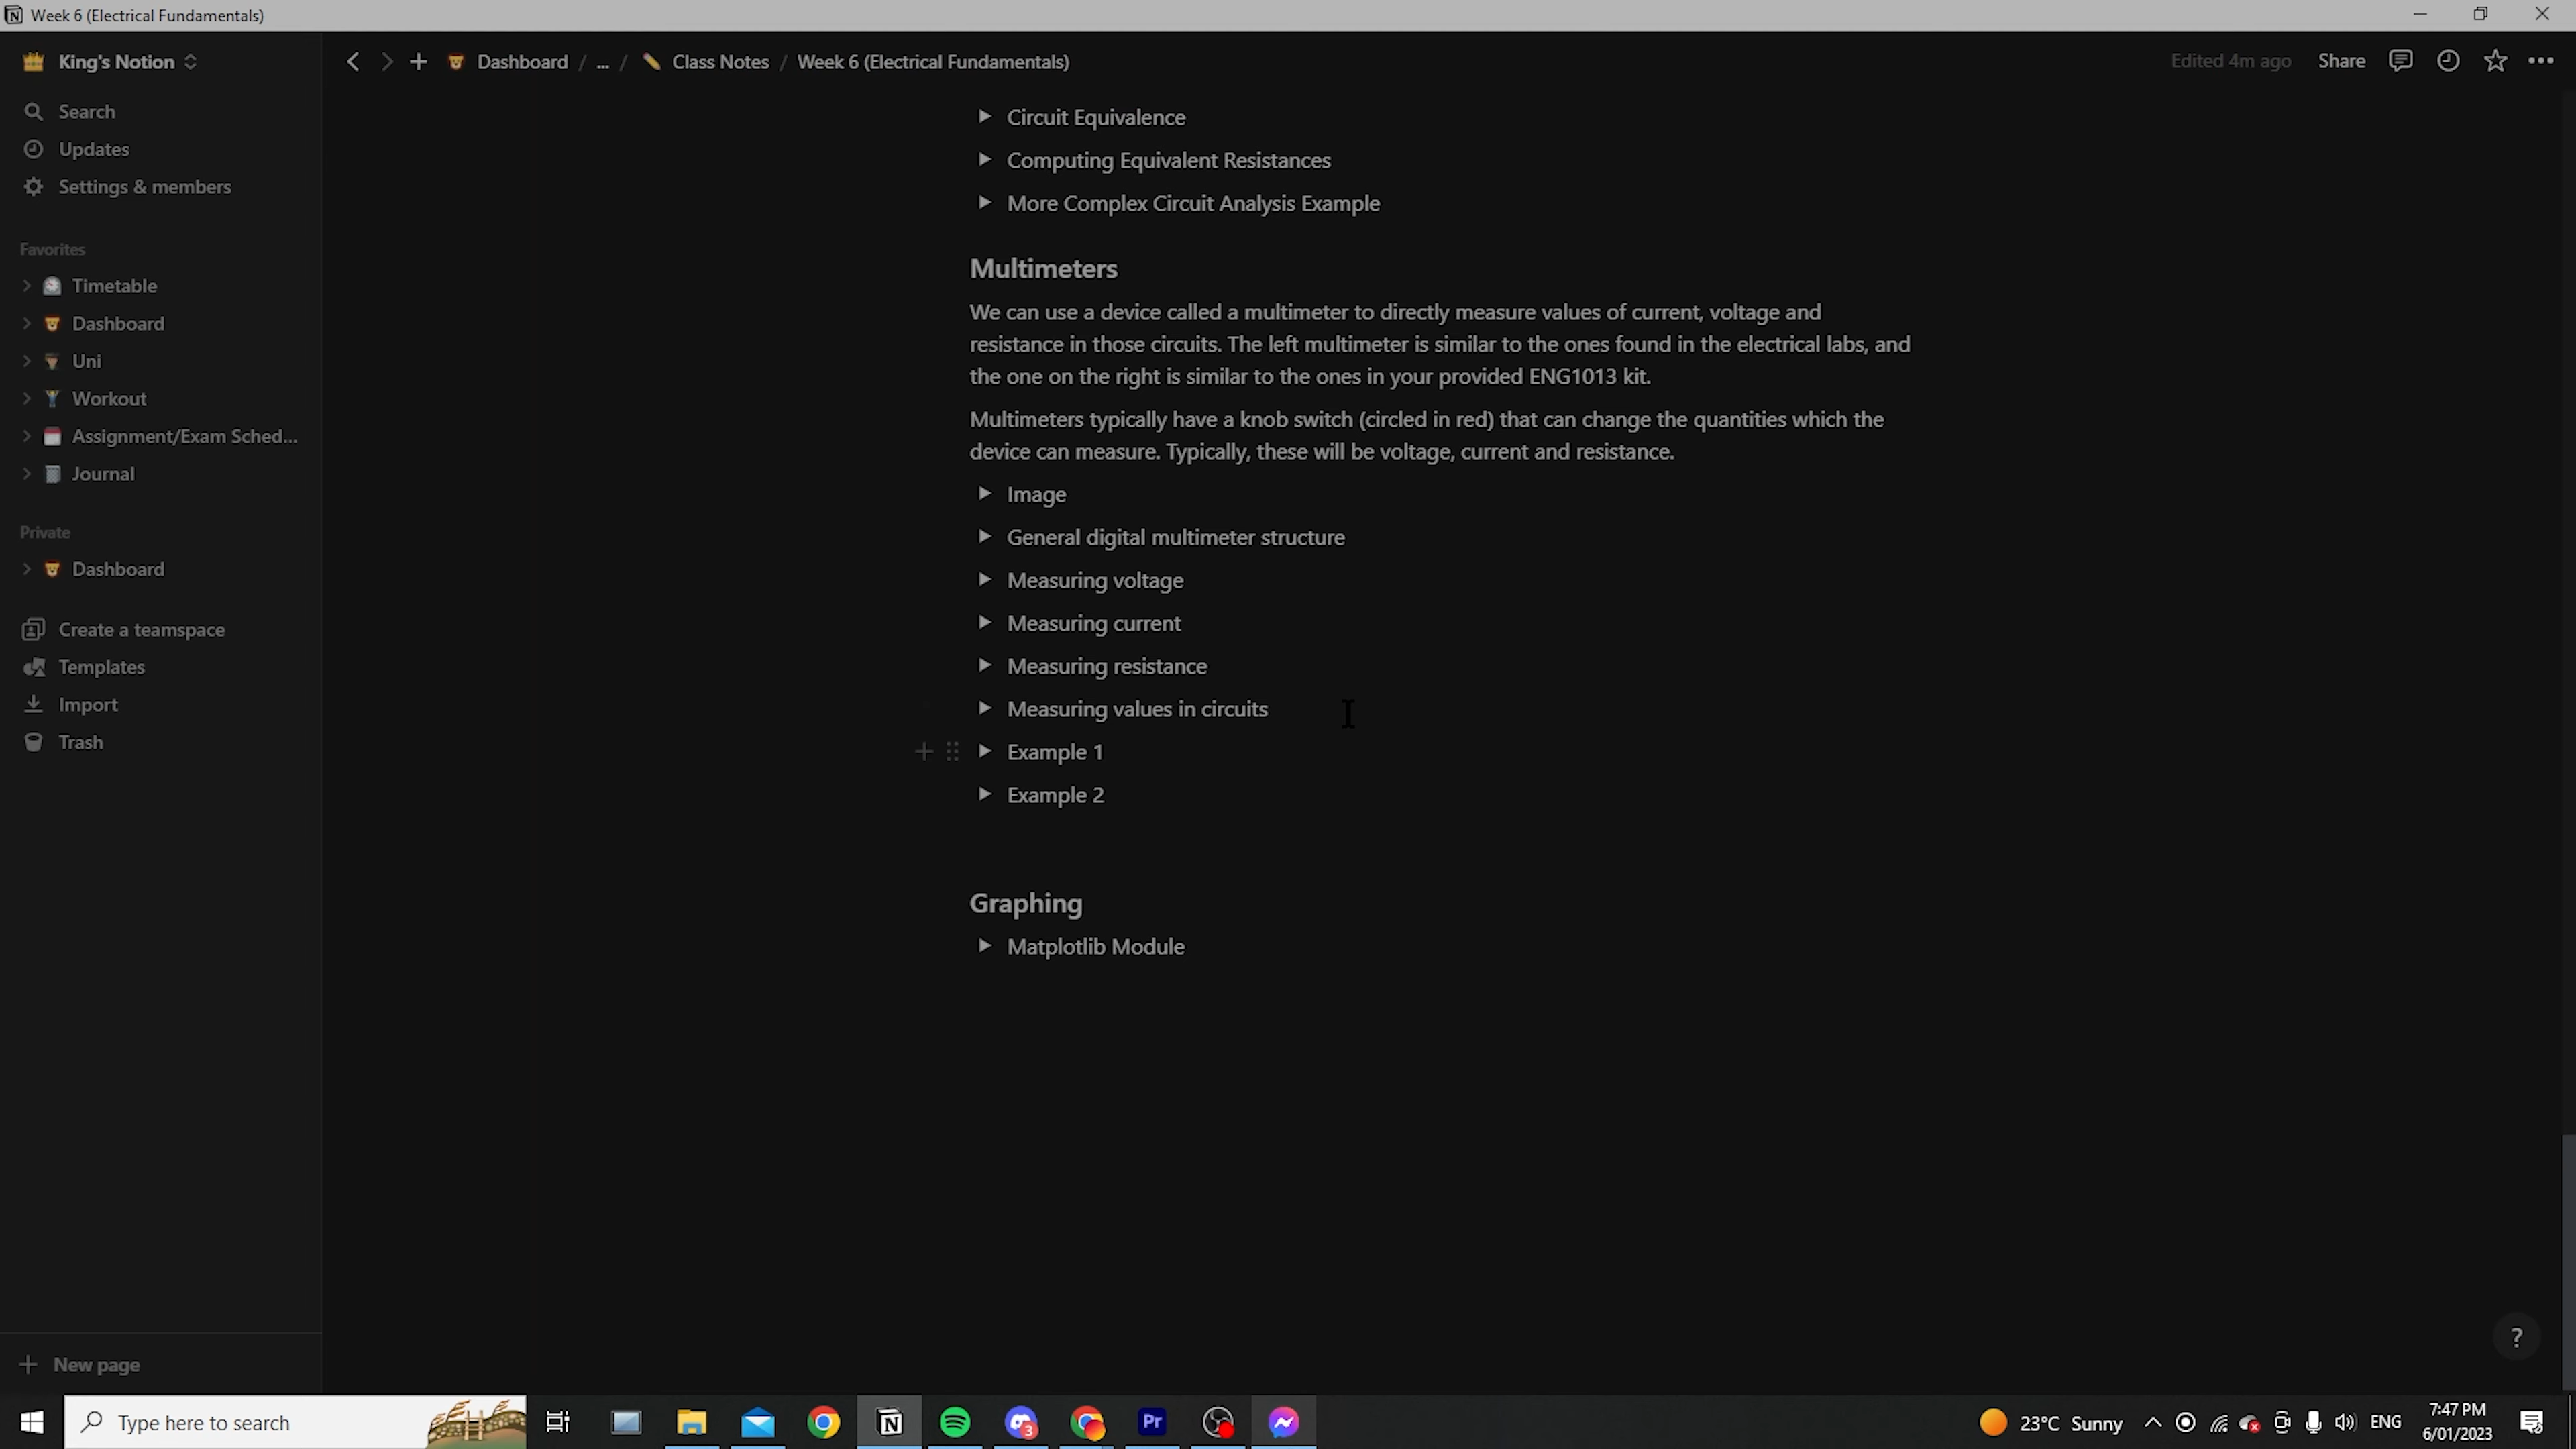 Week 6 (Electrical Fundamentals)
King's Notion
Dashboard / ... / Class Notes / Week 6 (Electrical Fundamentals)
Edited 4m ago
Share
Search
Updates
Settings & members
Favorites
Timetable
Dashboard
Uni
Workout
Assignment/Exam Sched...
Journal
Private
Dashboard
Create a teamspace
Templates
Import
Trash
New page
Circuit Equivalence
Computing Equivalent Resistances
More Complex Circuit Analysis Example
Multimeters
We can use a device called a multimeter to directly measure values of current, voltage and
resistance in those circuits. The left multimeter is similar to the ones found in the electrical labs, and
the one on the right is similar to the ones in your provided ENG1013 kit.
Multimeters typically have a knob switch (circled in red) that can change the quantities which the
device can measure. Typically, these will be voltage, current and resistance.
Image
General digital multimeter structure
Measuring voltage
Measuring current
Measuring resistance
Measuring values in circuits
Example 1
Example 2
Graphing
Matplotlib Module
?
Type here to search
N
3
Pr
23°C Sunny
ENG
7:47 PM
6/01/2023